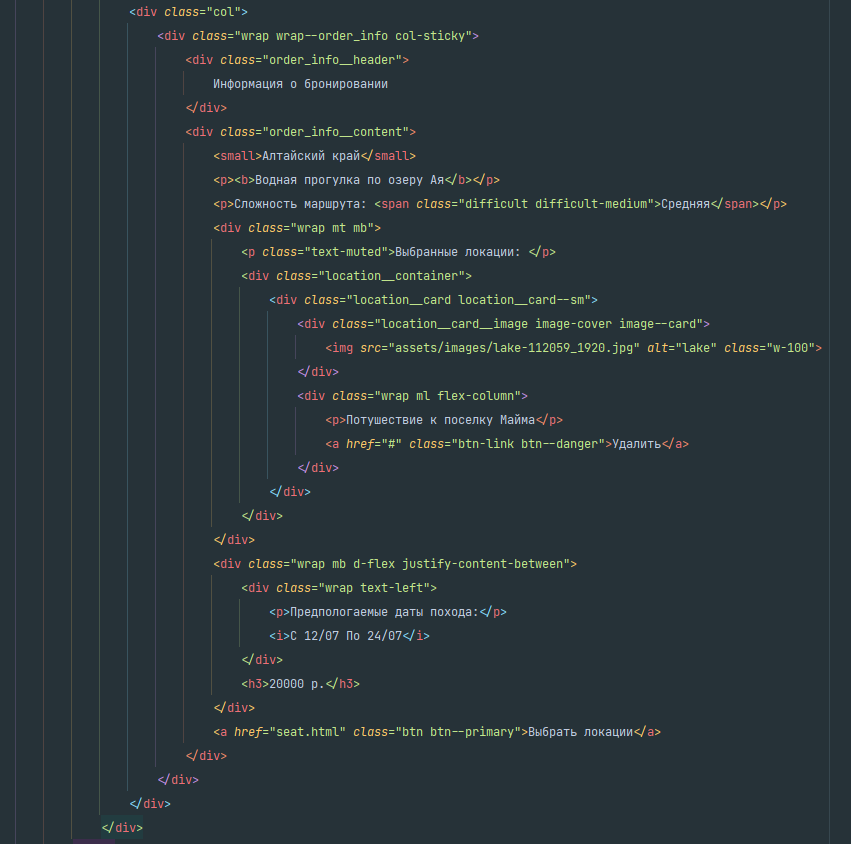 <div class="col">
<div class="wrap wrap--order_info col-sticky">
<div class="order_info__header">
Информация о бронировании
</div>
<div class="order_info__content">
<small>Алтайский край</small>
<p><b>Водная прогулка по озеру Ая</b></p>
<p>Сложность маршрута: <span class="difficult difficult-medium">Средняя</span></p>
<div class="wrap mt mb">
<p class="text-muted">Выбранные локации: </p>
<div class="location__container">
<div class="location__card location__card--sm">
<div class="location__card__image image-cover image--card">
<img src="assets/images/lake-112059_1920.jpg" alt="lake" class="w-100">
</div>
<div class="wrap ml flex-column">
<p>Потушествие к поселку Майма</p>
<a href="#" class="btn-link btn--danger">Удалить</a>
</div>
</div>
</div>
</div>
<div class="wrap mb d-flex justify-content-between">
<div class="wrap text-left">
<p>Предпологаемые даты похода:</p>
<i>С 12/07 По 24/07</i>
</div>
<h3>20000 р.</h3>
</div>
<a href="seat.html" class="btn btn--primary">Выбрать локации</a>
</div>
</div>
</div>
</div>